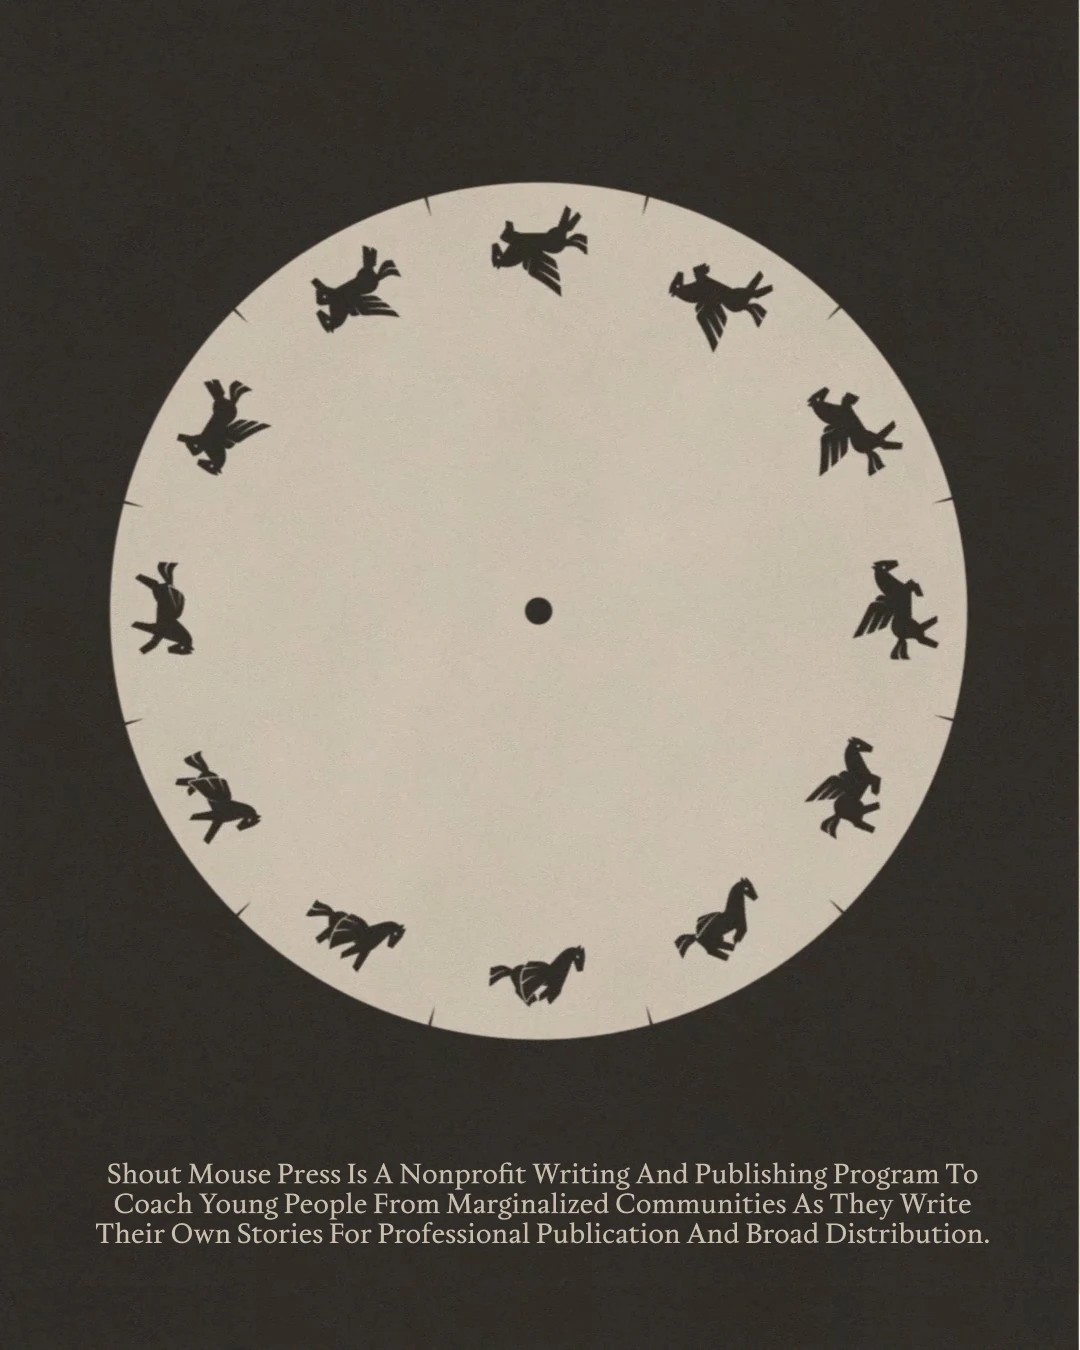 Shout Mouse Press Is A Nonprofit Writing And Publishing Program To
Coach Young People From Marginalized Communities As They Write
Their Own Stories For Professional Publication And Broad Distribution.